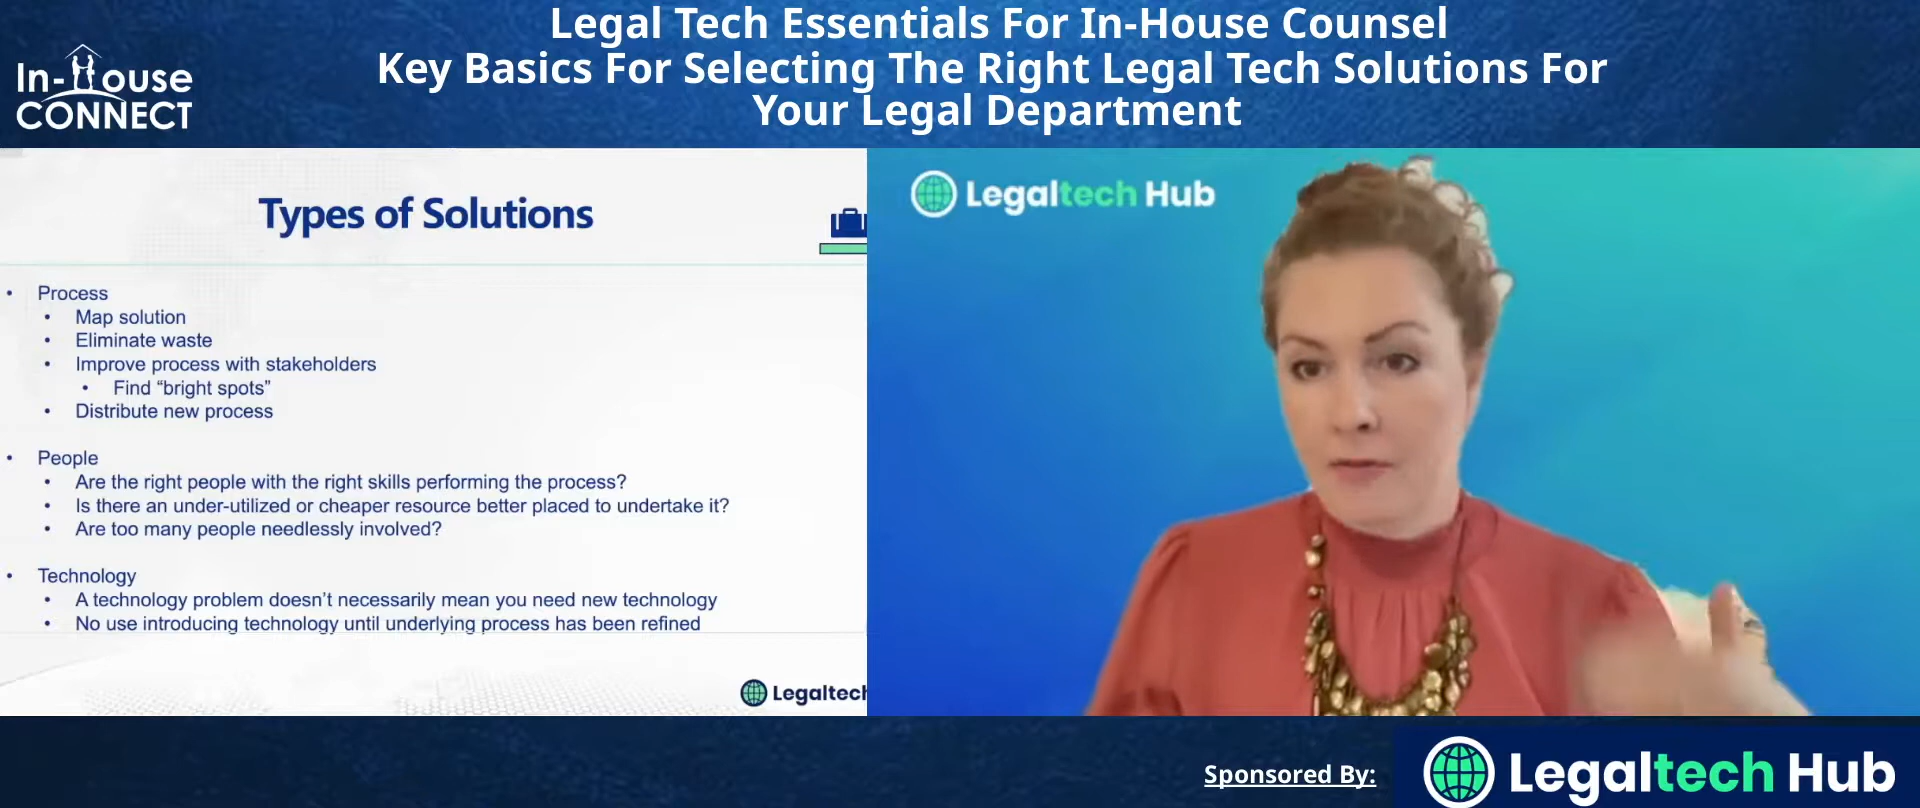 Legal Tech Essentials For In-House Counsel
Key Basics For Selecting The Right Legal Tech Solutions For
Your Legal Department
In-House
CONNECT
Types of Solutions
• Process
• Map solution
• Eliminate waste
• Improve process with stakeholders
• Find “bright spots”
• Distribute new process
• People
• Are the right people with the right skills performing the process?
• Is there an under-utilized or cheaper resource better placed to undertake it?
• Are too many people needlessly involved?
• Technology
• A technology problem doesn’t necessarily mean you need new technology
• No use introducing technology until underlying process has been refined
Legaltech
Legaltech Hub
Sponsored By:
Legaltech Hub